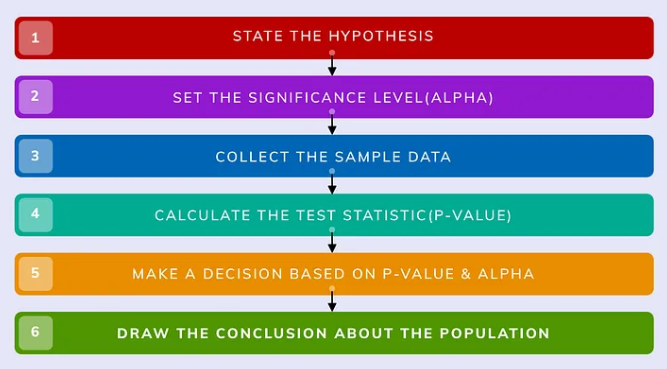 1 STATE THE HYPOTHESIS
2 SET THE SIGNIFICANCE LEVEL(ALPHA)
3 COLLECT THE SAMPLE DATA
4 CALCULATE THE TEST STATISTIC(P-VALUE)
5 MAKE A DECISION BASED ON P-VALUE & ALPHA
6 DRAW THE CONCLUSION ABOUT THE POPULATION